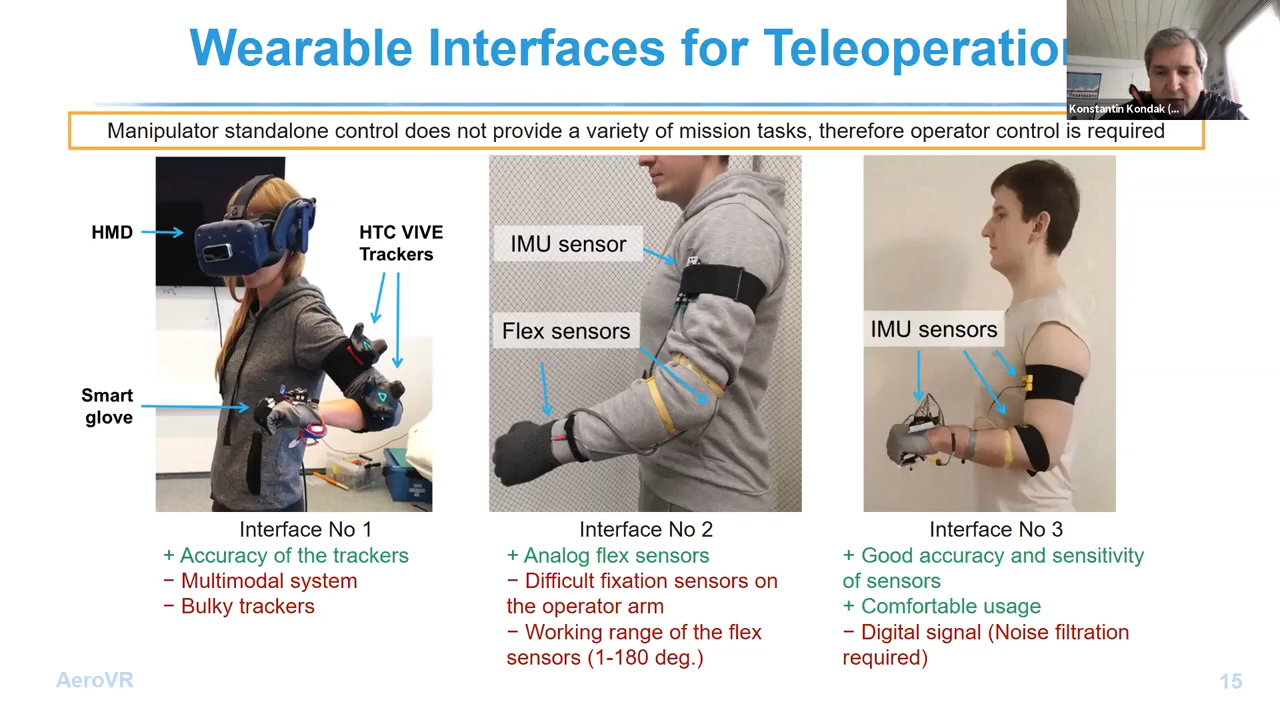 Wearable Interfaces for Teleoperation
Konstantin Kondak (...
Manipulator standalone control does not provide a variety of mission tasks, therefore operator control is required
HMD
HTC VIVE
Trackers
Smart
glove
IMU sensor
Flex sensors
IMU sensors
Interface No 1
+ Accuracy of the trackers
− Multimodal system
− Bulky trackers
Interface No 2
+ Analog flex sensors
− Difficult fixation sensors on
the operator arm
− Working range of the flex
sensors (1-180 deg.)
Interface No 3
+ Good accuracy and sensitivity
of sensors
+ Comfortable usage
− Digital signal (Noise filtration
required)
AeroVR
15